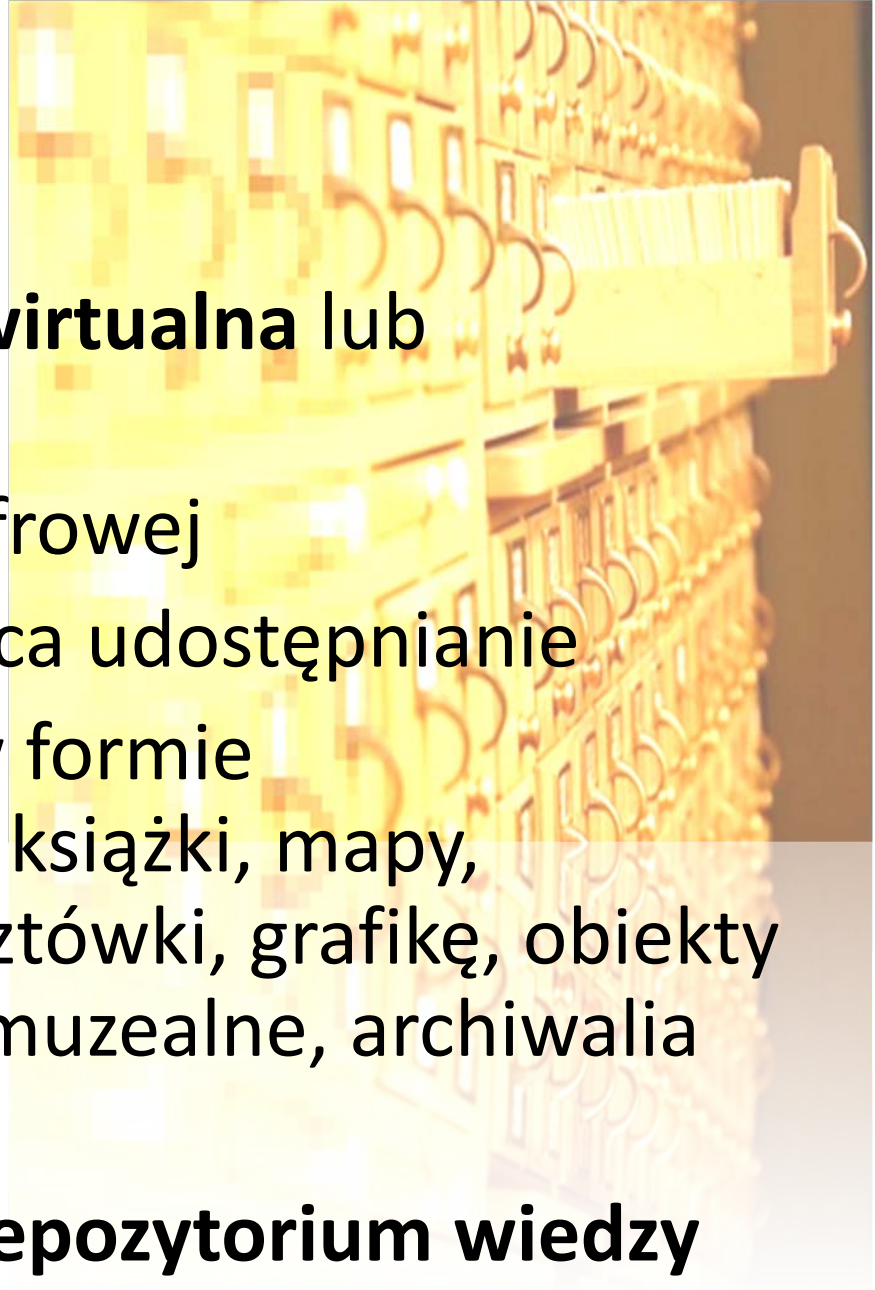 virtualna lub
frowej
ca udostępnianie
formie
książki, mapy,
ztówki, grafikę, obiekty
muzealne, archiwalia
epozytorium wiedzy